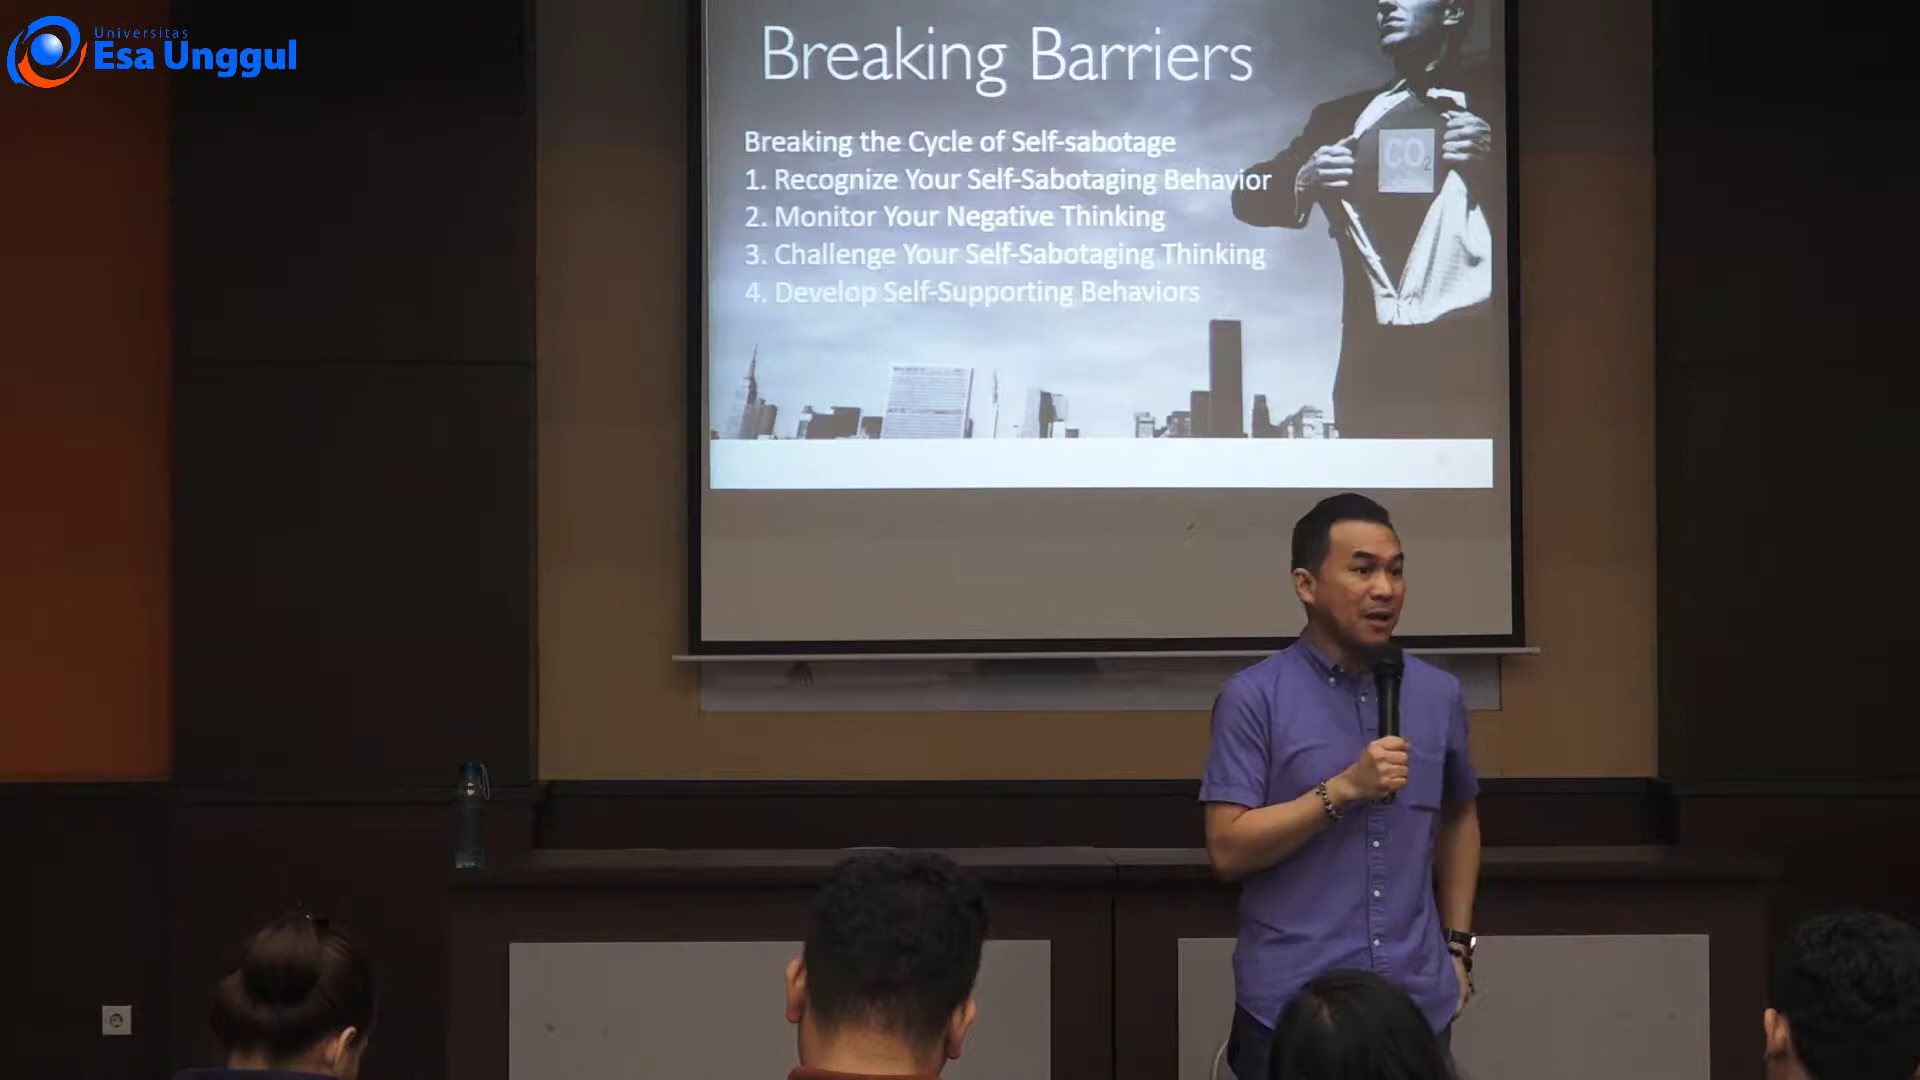 Universitas
Esa Unggul
Breaking Barriers
Breaking the Cycle of Self-sabotage
1. Recognize Your Self-Sabotaging Behavior
2. Monitor Your Negative Thinking
3. Challenge Your Self-Sabotaging Thinking
4. Develop Self-Supporting Behaviors
CO2